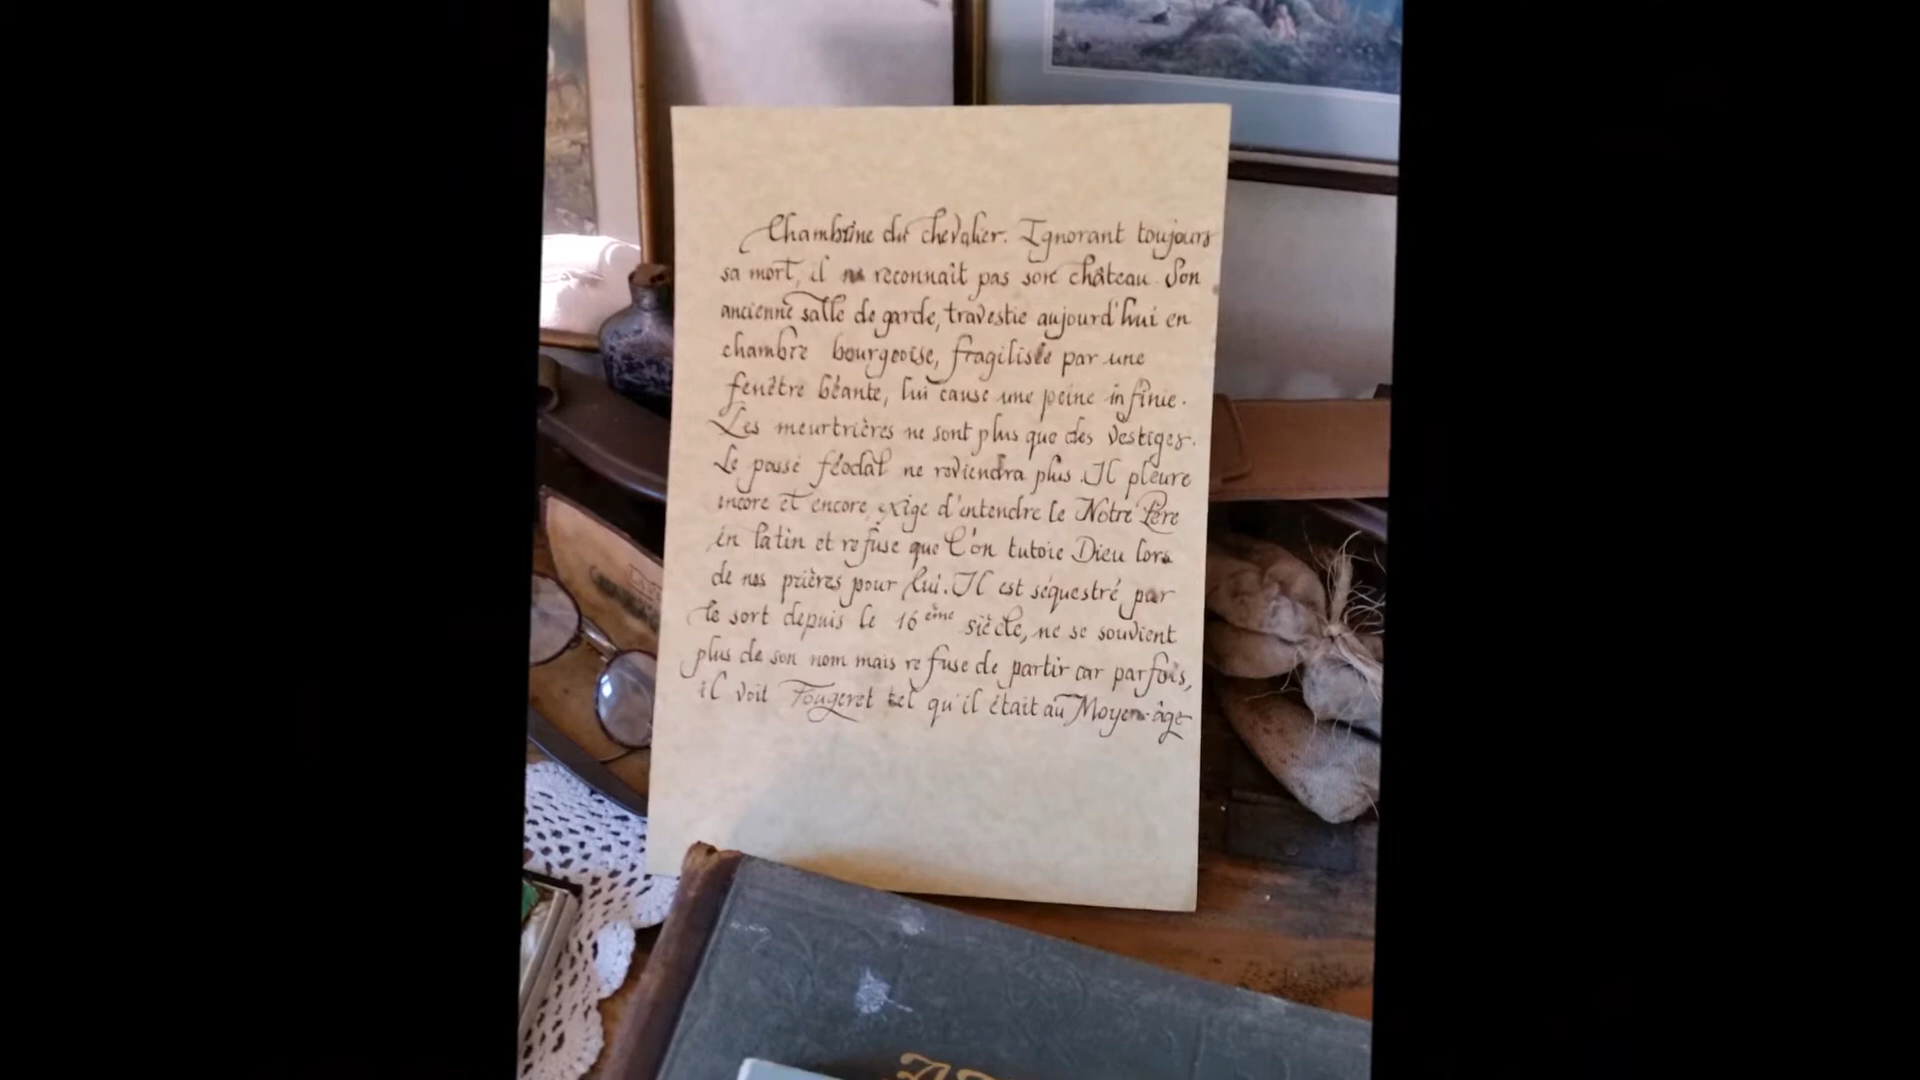 Chambrine du chevalier. Ignorant toujours
sa mort, il ne reconnaît pas son château. Son
ancienne salle de garde, travestie aujourd'hui en
chambre bourgeoise, fragilisée par une
fenêtre béante, lui cause une peine infinie.
Les meurtrières ne sont plus que des vestiges.
Le passé féodal ne reviendra plus. Il pleure
encore et encore, exige d'entendre le Notre Père
en latin et refuse que l'on tutoie Dieu lors
de nos prières pour lui. Il est séquestré par
le sort depuis le 16ème siècle, ne se souvient
plus de son nom mais refuse de partir car parfois,
il voit Fougeret tel qu'il était au Moyen-âge